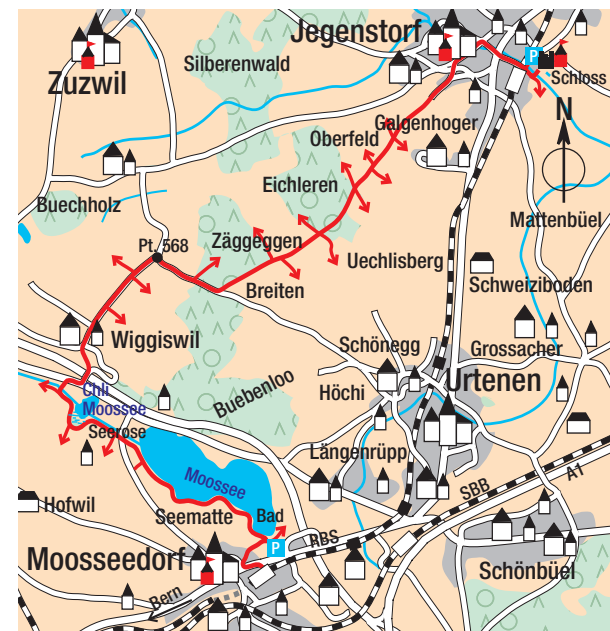 Jegenstorf
Zuzwil
Silberenwald
P
Schloss
N
Galgenhoger
Oberfeld
Eichleren
Buechholz
Mattenbüel
Pt. 568
Zäggeggen
Uechlisberg
Schweiziboden
Breiten
Wiggiswil
Schönegg
Grossacher
Urtenen
Höchi
Buebenloo
Chli
Moossee
Seerose
Längenrüpp
Moossee
SBB
A1
Hofwil
Seematte
Bad
P
RBS
Moosseedorf
Schönbüel
Bern